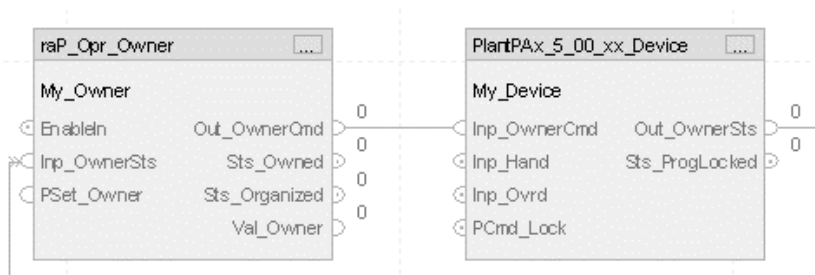 raP_Opr_Owner ...
My_Owner
EnableIn Out_OwnerCmd 0
Inp_OwnerSts Sts_Owned 0
PSet_Owner Sts_Organized 0
Val_Owner 0
PlantPAx_5_00_xx_Device ...
My_Device
Inp_OwnerCmd Out_OwnerSts 0
Inp_Hand Sts_ProgLocked 0
Inp_Ovrd
PCmd_Lock